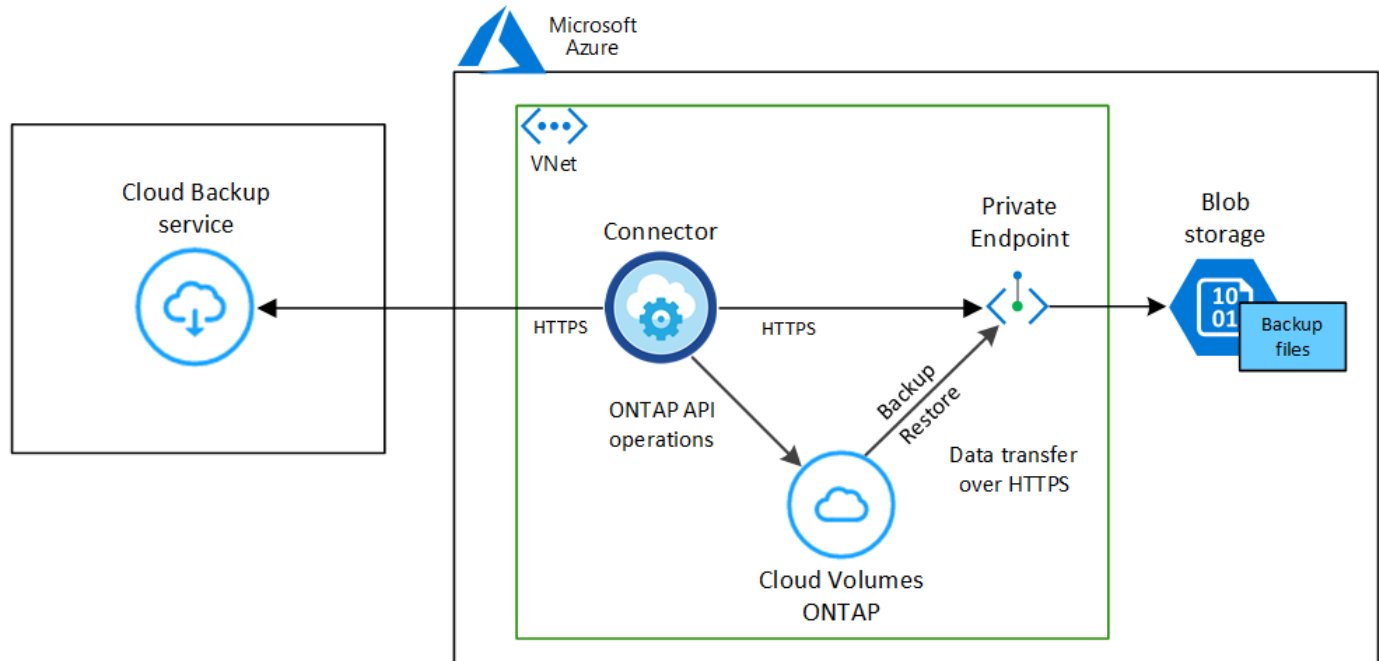 Microsoft
Azure
VNet
Cloud Backup
service
Connector
Private
Endpoint
Blob
storage
HTTPS
HTTPS
10
01
Backup
files
ONTAP API
operations
Backup
Restore
Data transfer
over HTTPS
Cloud Volumes
ONTAP